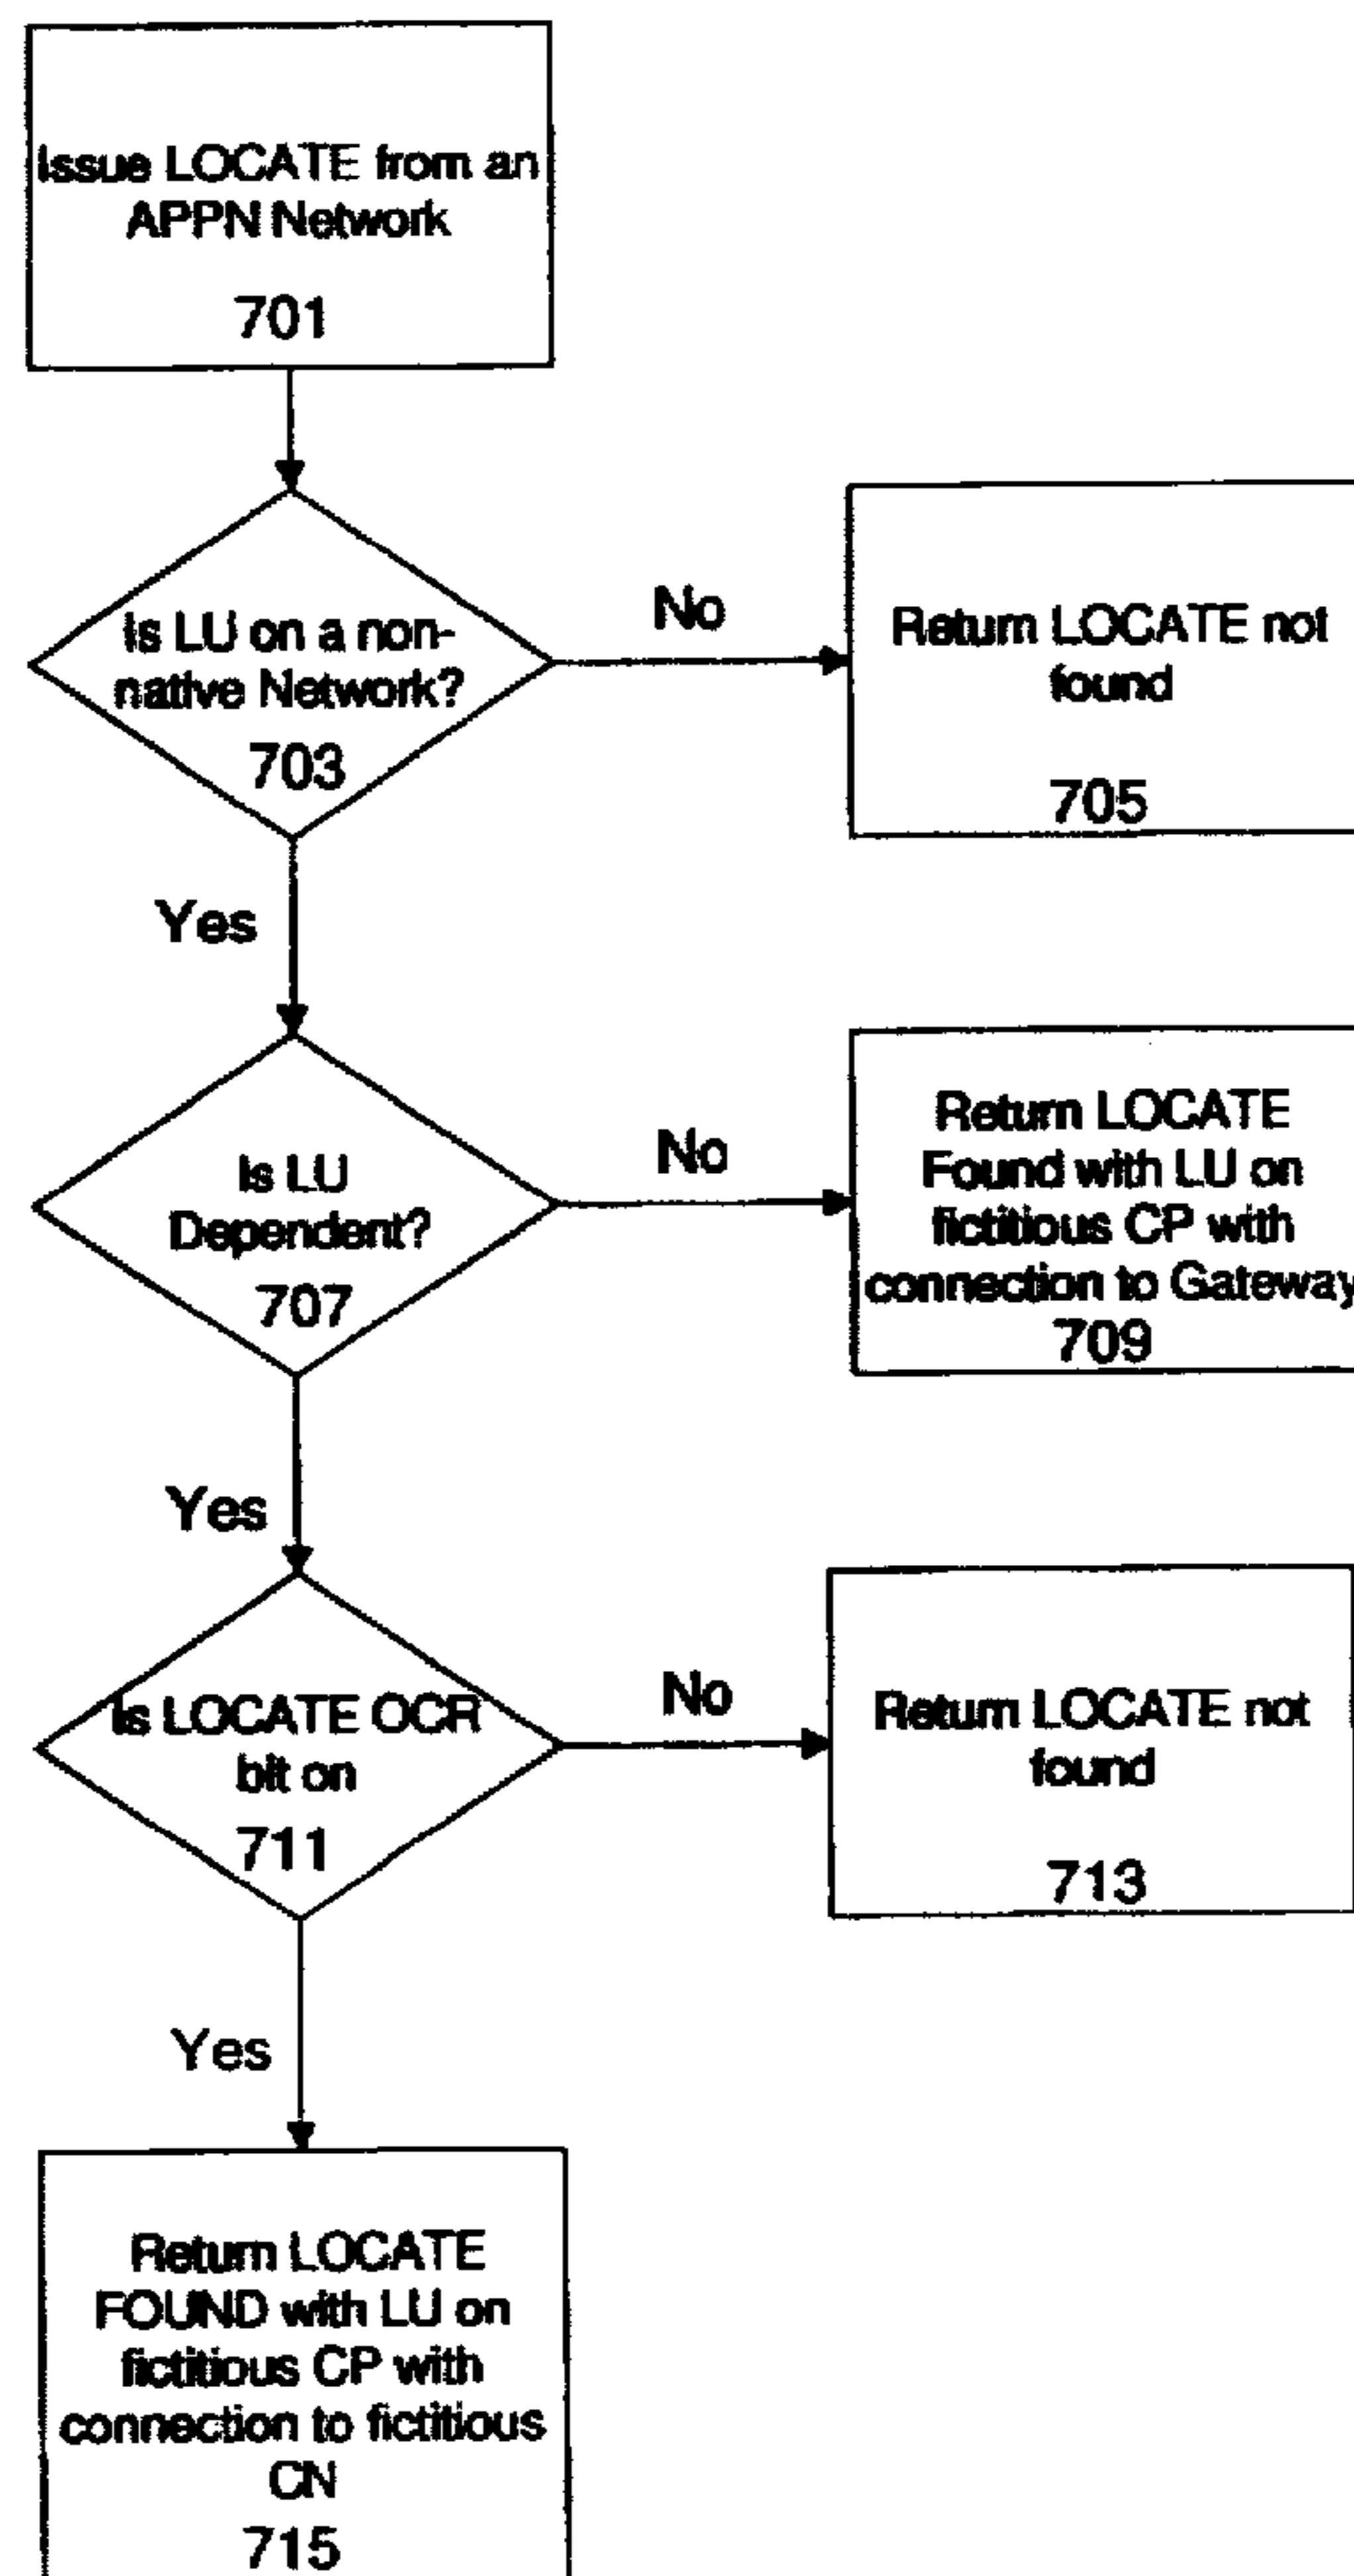 Issue LOCATE from an
APPN Network
701
Is LU on a non-
native Network?
703
No
Return LOCATE not
found
705
Yes
Is LU
Dependent?
707
No
Return LOCATE
Found with LU on
fictitious CP with
connection to Gateway
709
Yes
Is LOCATE OCR
bit on
711
No
Return LOCATE not
found
713
Yes
Return LOCATE
FOUND with LU on
fictitious CP with
connection to fictitious
CN
715